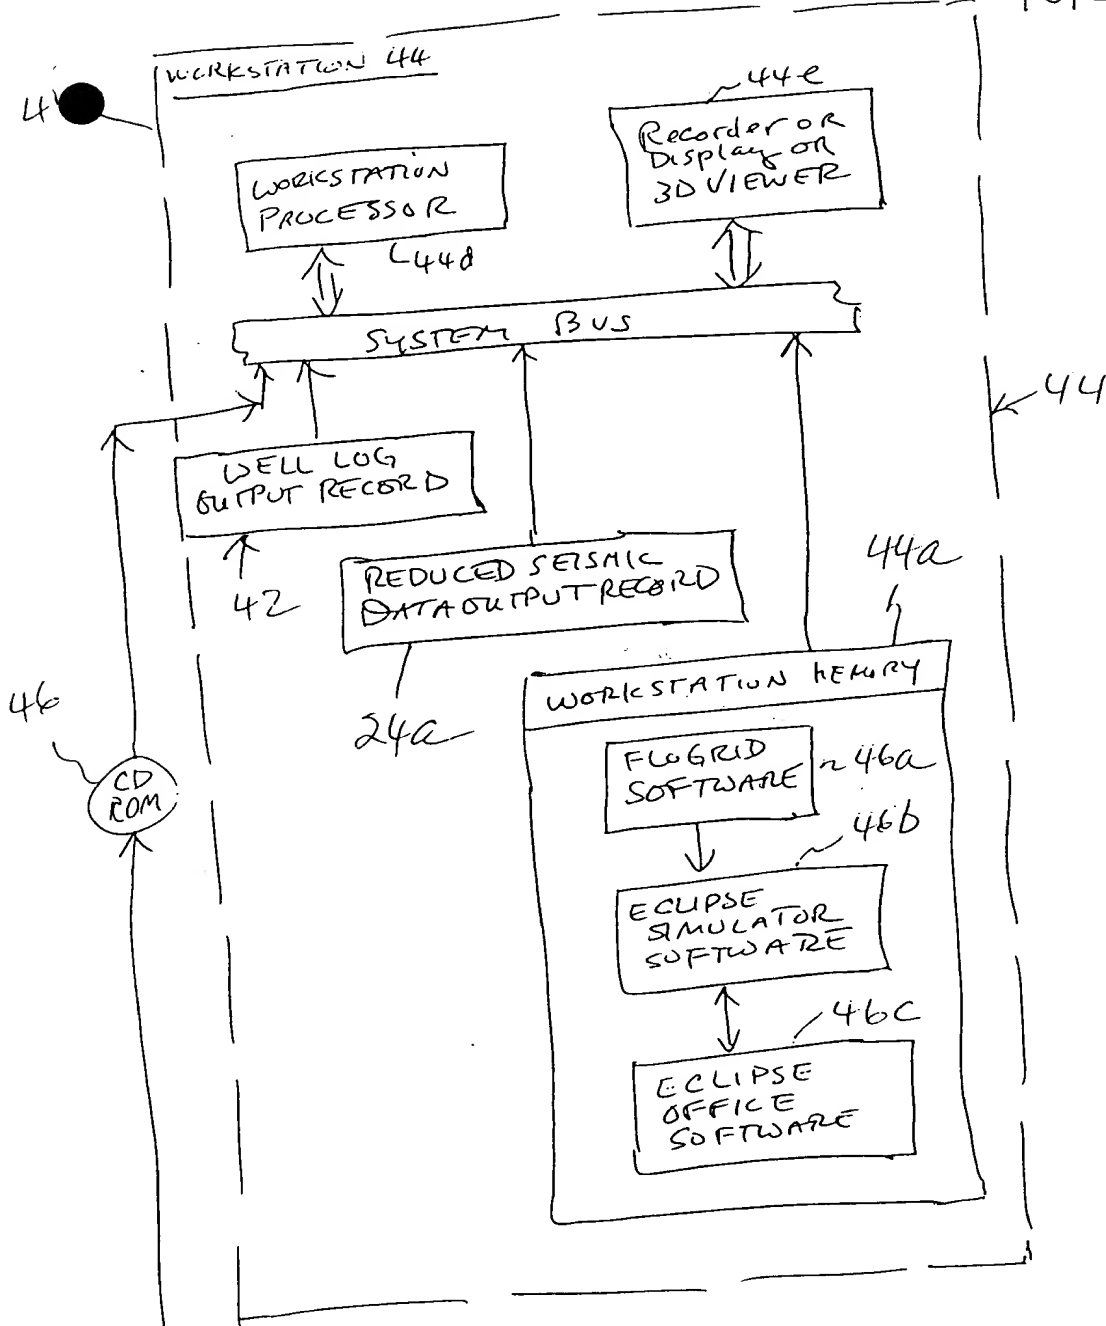 WORKSTATION 44
44e
Recorder OR
Display OR
3D VIEWER
WORKSTATION
PROCESSOR
44d
SYSTEM BUS
44
WELL LOG
OUTPUT RECORD
42
REDUCED SEISMIC
DATA OUTPUT RECORD
24a
44a
WORKSTATION MEMORY
46
CD
ROM
FLOGRID
SOFTWARE
46a
46b
ECLIPSE
SIMULATOR
SOFTWARE
46c
ECLIPSE
OFFICE
SOFTWARE